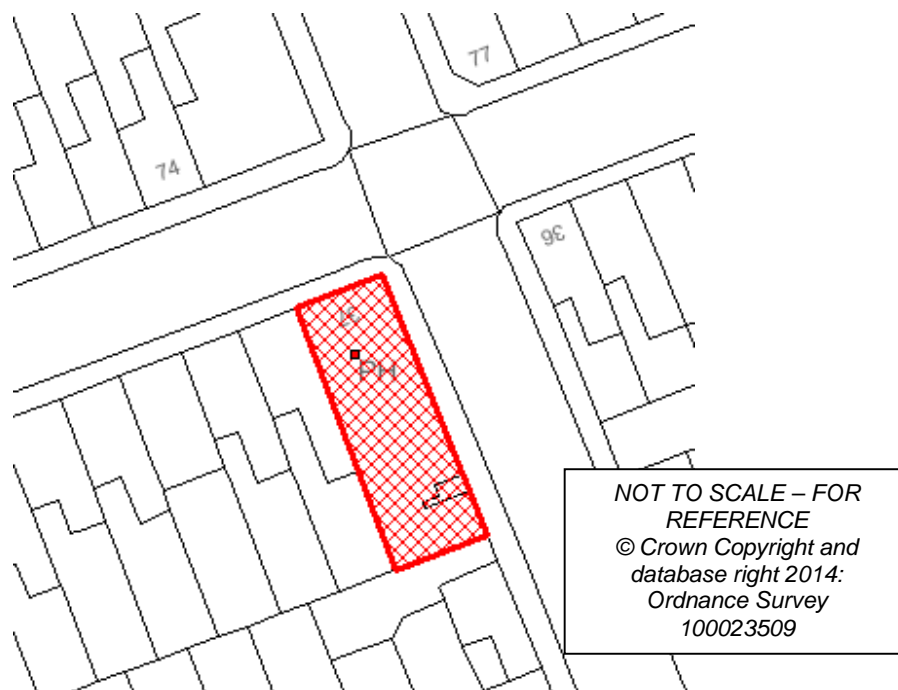 77
74
36
PH
NOT TO SCALE – FOR
REFERENCE
© Crown Copyright and
database right 2014:
Ordnance Survey
100023509